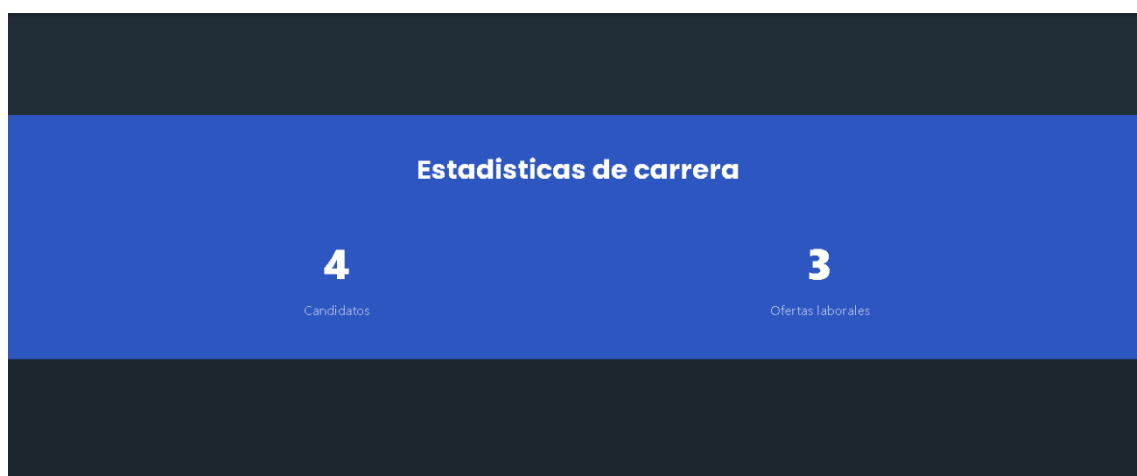 Estadisticas de carrera
4
3
Candidatos
Ofertas laborales